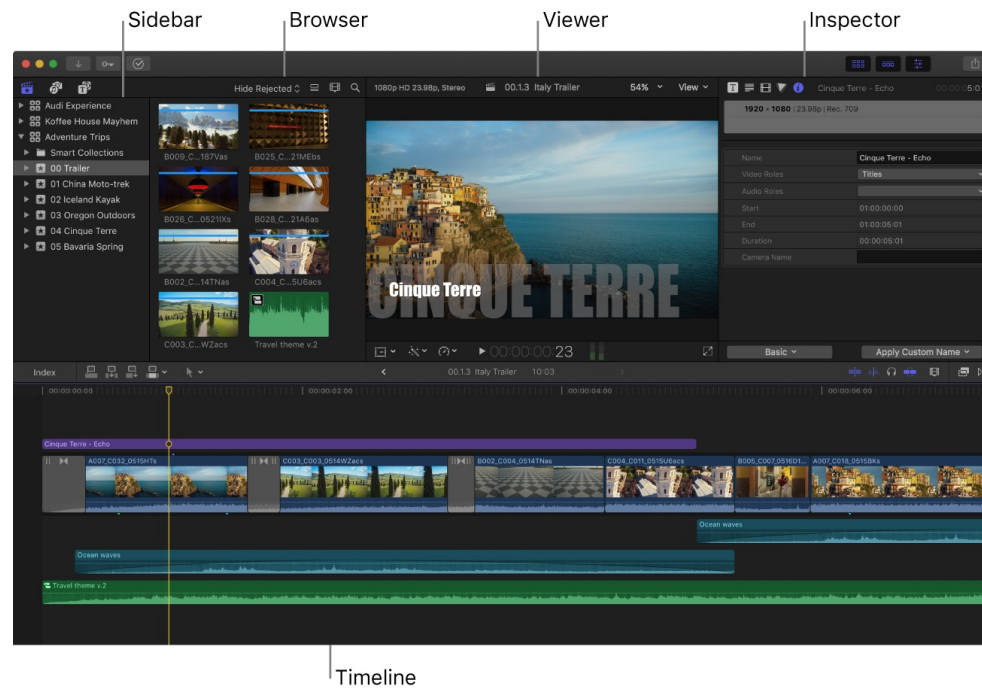 Sidebar
Browser
Viewer
Inspector
Hide Rejected
1080p HD 23.98p, Stereo
00.1.3 Italy Trailer
54%
View
Cinque Terre - Echo
00:00:05:01
Audi Experience
Koffee House Mayhem
Adventure Trips
Smart Collections
00 Trailer
01 China Moto-trek
02 Iceland Kayak
03 Oregon Outdoors
04 Cinque Terre
05 Bavaria Spring
B009_C...187Vas
B025_C...21MEbs
B026_C...0521IXs
B028_C...21A6as
B002_C...14TNas
C004_C...5U6acs
C003_C...WZacs
Travel theme v.2
CINQUE TERRE
Cinque Terre
1920 × 1080 | 23.98p | Rec. 709
Name
Cinque Terre - Echo
Video Roles
Titles
Audio Roles
Start
01:00:00:00
End
01:00:05:01
Duration
00:00:05:01
Camera Name
00:00:00:23
Basic
Apply Custom Name
Index
00.1.3 Italy Trailer
10:03
00:00:00:00
00:00:02:00
00:00:04:00
00:00:06:00
Cinque Terre - Echo
A007_C032_0515HTs
C003_C003_0514WZacs
B002_C004_0514TNas
C004_C011_0515U6acs
B005_C007_0516D1...
A007_C018_0515BKs
Ocean waves
Ocean waves
Travel theme v.2
Timeline